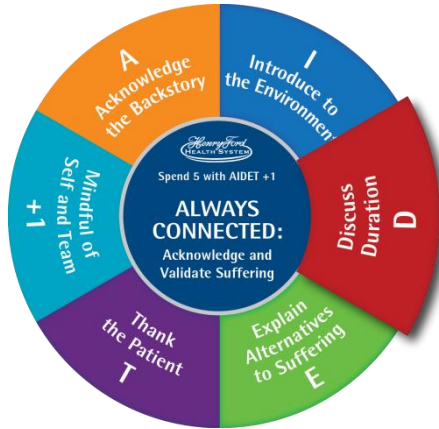 A
Acknowledge
the Backstory
I
Introduce to
the Environment
Discuss
Duration
D
Explain
Alternatives
to Suffering
E
Thank
the Patient
T
Mindful of
Self and Team
+1
Henry Ford
HEALTH SYSTEM
Spend 5 with AIDET +1
ALWAYS
CONNECTED:
Acknowledge and
Validate Suffering